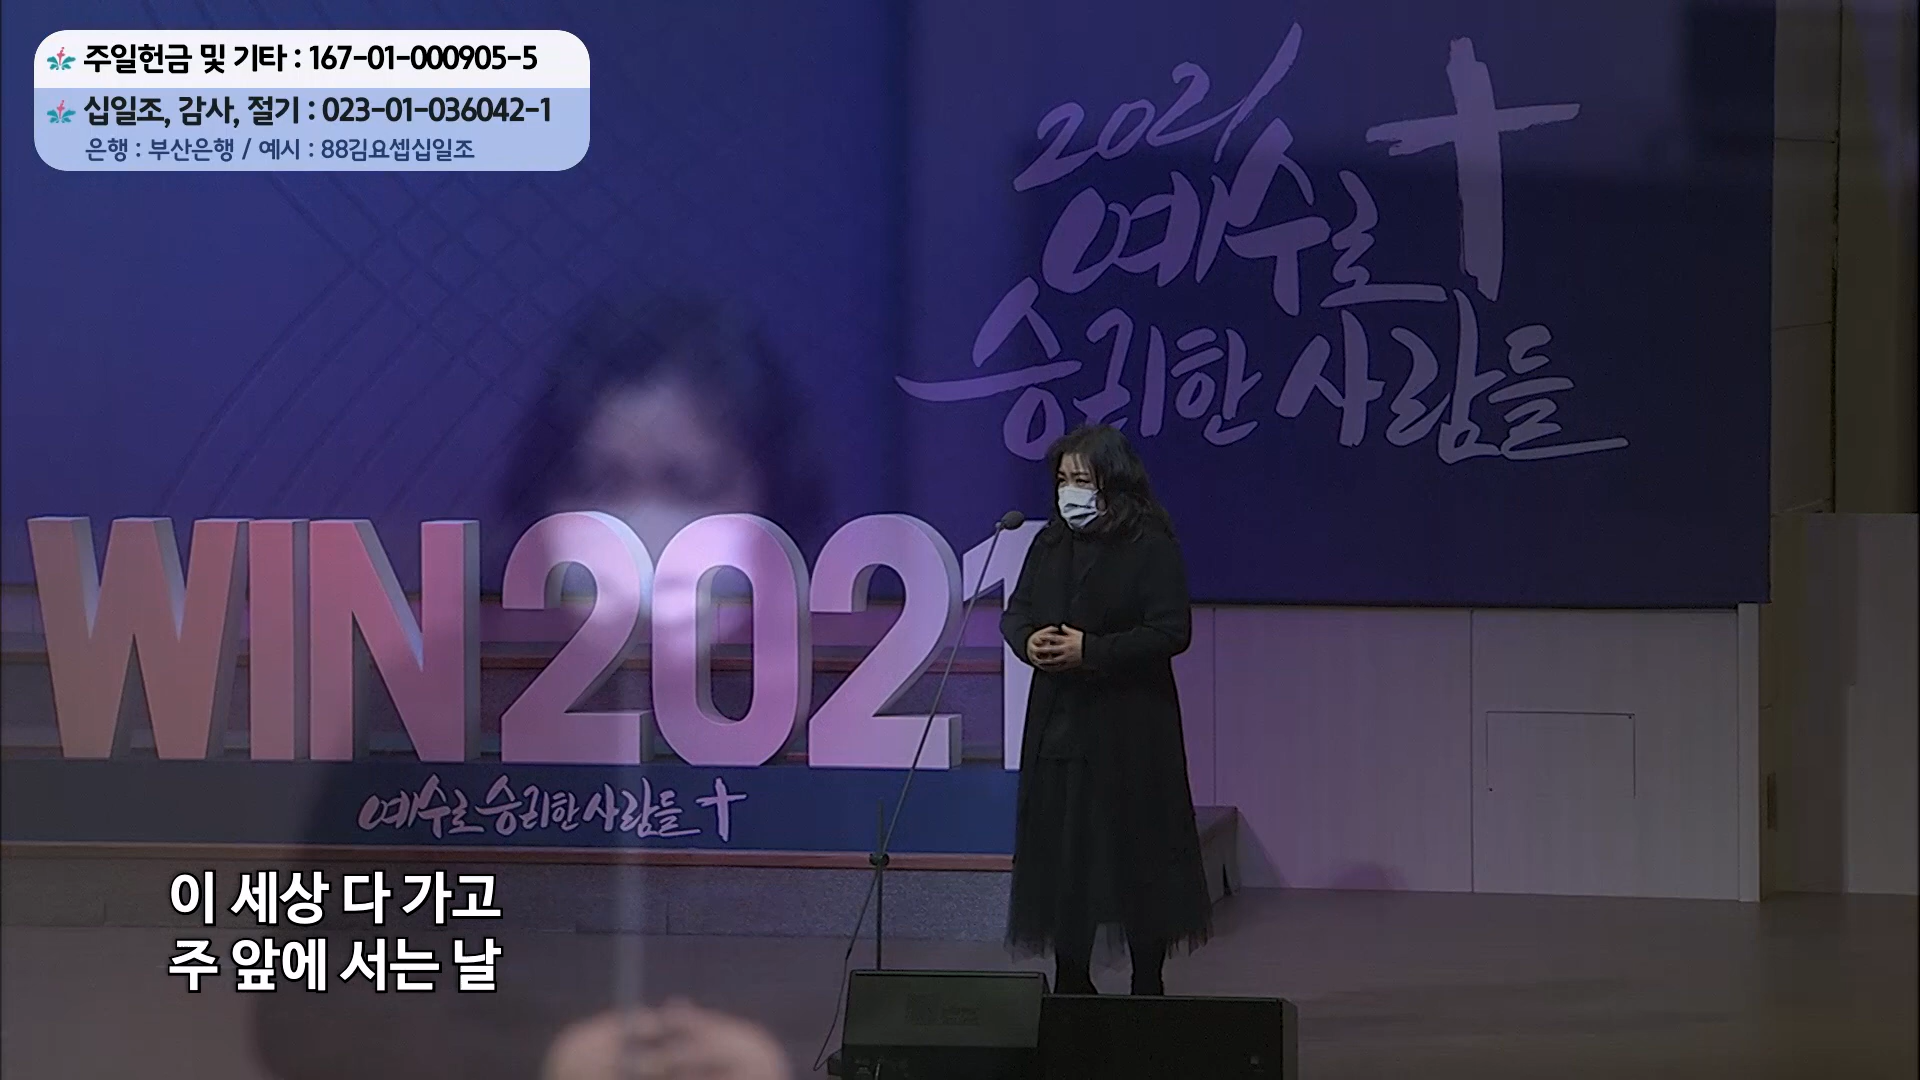 주일헌금 및 기타 : 167-01-000905-5
십일조, 감사, 절기 : 023-01-036042-1
은행 : 부산은행 / 예시 : 88김요셉십일조
2021
예수로
승리한 사람들
WIN 2021
예수로 승리한 사람들
이 세상 다 가고
주 앞에 서는 날